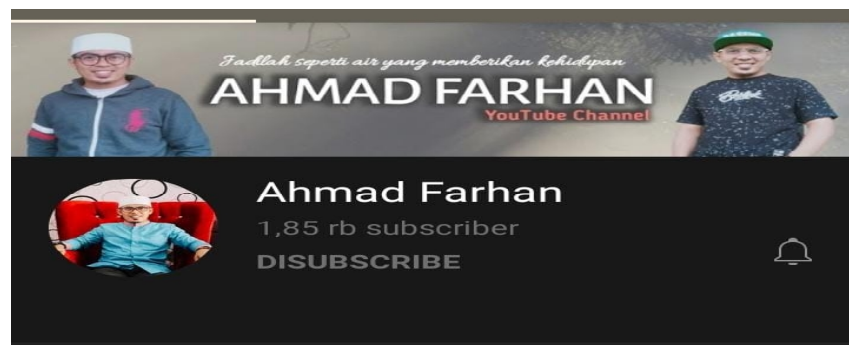 Jadilah seperti air yang memberikan kehidupan
AHMAD FARHAN
YouTube Channel
Ahmad Farhan
1,85 rb subscriber
DISUBSCRIBE